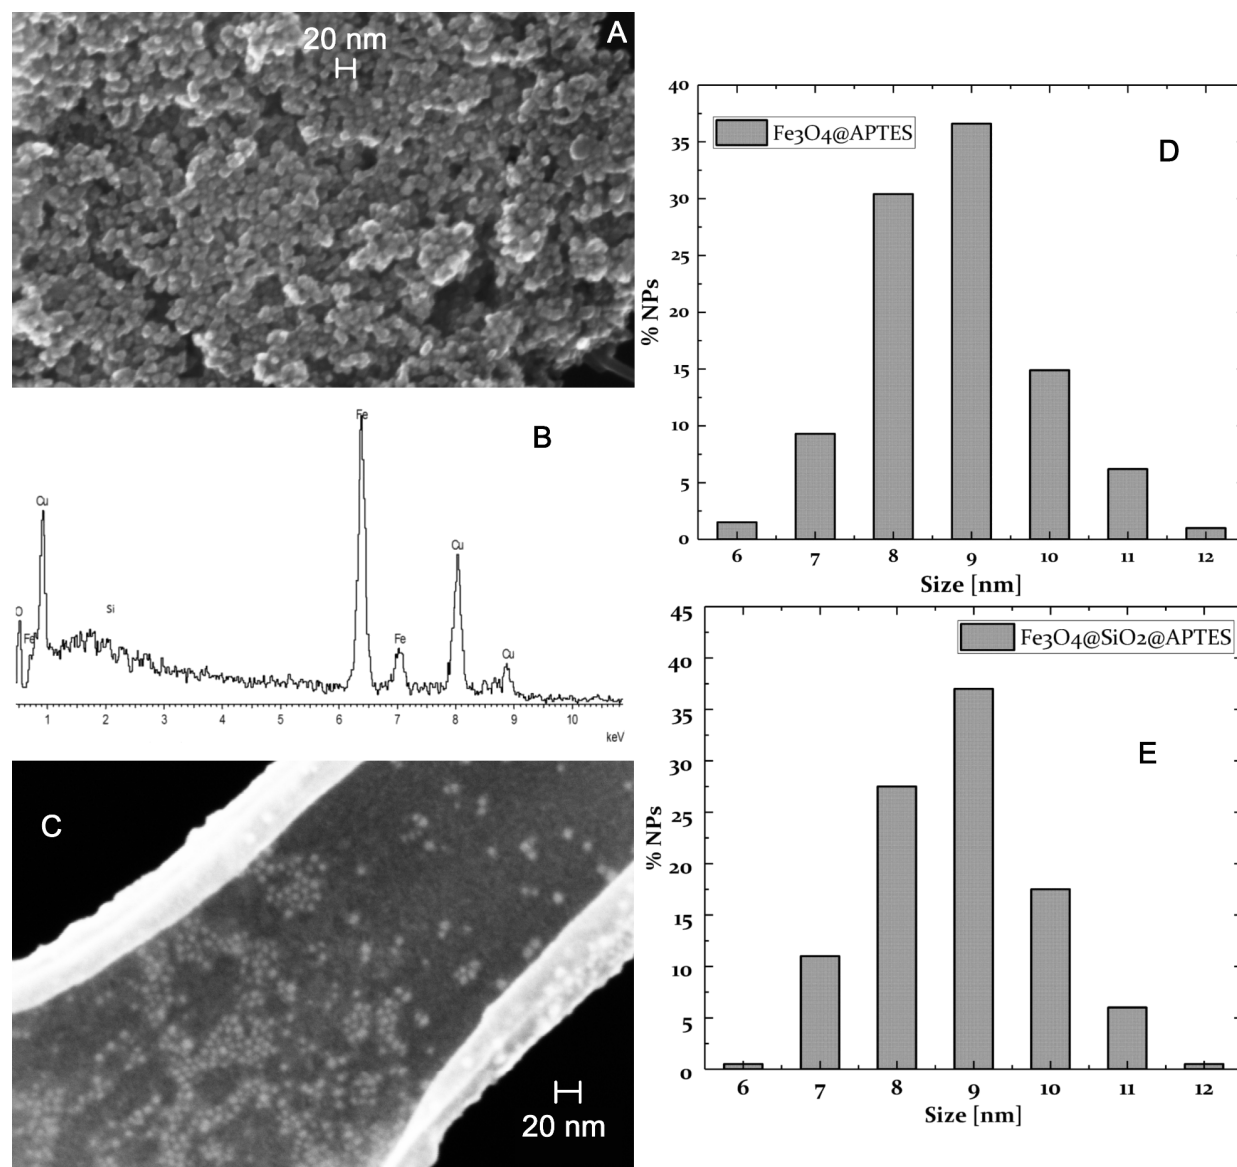 A
20 nm
B
Fe
Cu
Cu
O
Fe
si
Fe
Cu
1 2 3 4 5 6 7 8 9 10
keV
C
20 nm
40
35
30
25
20
15
10
5
0
% NPs
Fe3O4@APTES
D
6 7 8 9 10 11 12
Size [nm]
45
40
35
30
25
20
15
10
5
0
% NPs
Fe3O4@SiO2@APTES
E
6 7 8 9 10 11 12
Size [nm]